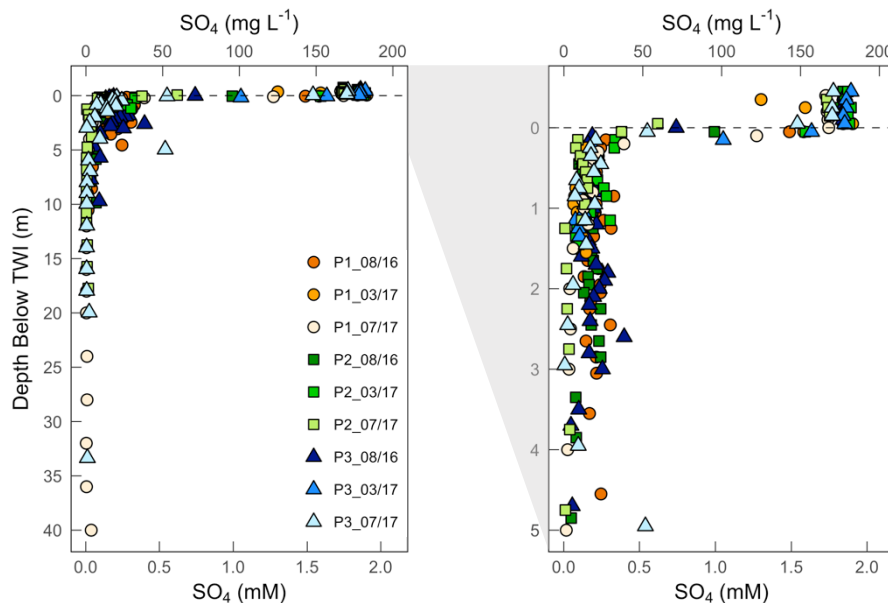 SO₄ (mg L⁻¹)
0 50 100 150 200
0
5
10
15
20
25
30
35
40
Depth Below TWI (m)
P1_08/16
P1_03/17
P1_07/17
P2_08/16
P2_03/17
P2_07/17
P3_08/16
P3_03/17
P3_07/17
0.0 0.5 1.0 1.5 2.0
SO₄ (mM)
SO₄ (mg L⁻¹)
0 50 100 150 200
0
1
2
3
4
5
0.0 0.5 1.0 1.5 2.0
SO₄ (mM)